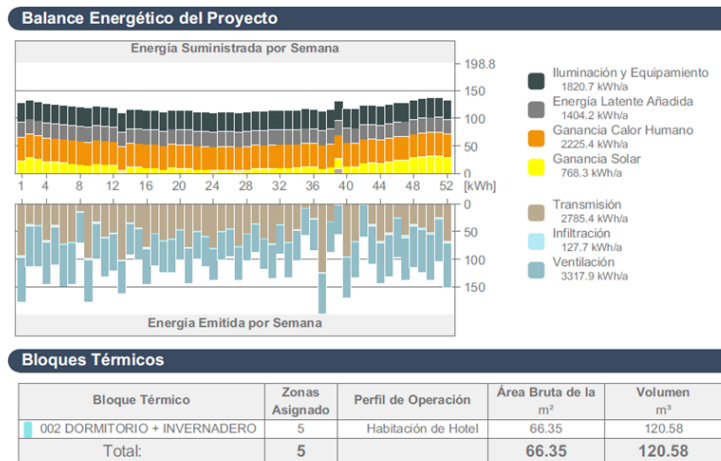 Balance Energético del Proyecto
Energía Suministrada por Semana
198.8
150
100
50
0
1 4 8 12 16 20 24 28 32 36 40 44 48 52 [kWh]
Iluminación y Equipamiento
1820.7 kWh/a
Energía Latente Añadida
1404.2 kWh/a
Ganancia Calor Humano
2225.4 kWh/a
Ganancia Solar
768.3 kWh/a
0
50
100
150
Transmisión
2785.4 kWh/a
Infiltración
127.7 kWh/a
Ventilación
3317.9 kWh/a
Energía Emitida por Semana
Bloques Térmicos
Bloque Térmico Zonas Asignado Perfil de Operación Área Bruta de la m² Volumen m³
002 DORMITORIO + INVERNADERO 5 Habitación de Hotel 66.35 120.58
Total: 5 66.35 120.58